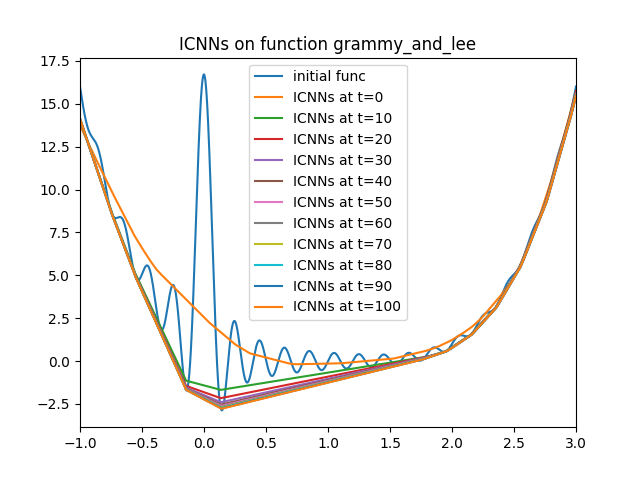 ICNNs on function grammy_and_lee
17.5
15.0
12.5
10.0
7.5
5.0
2.5
0.0
−2.5
initial func
ICNNs at t=0
ICNNs at t=10
ICNNs at t=20
ICNNs at t=30
ICNNs at t=40
ICNNs at t=50
ICNNs at t=60
ICNNs at t=70
ICNNs at t=80
ICNNs at t=90
ICNNs at t=100
−1.0 −0.5 0.0 0.5 1.0 1.5 2.0 2.5 3.0